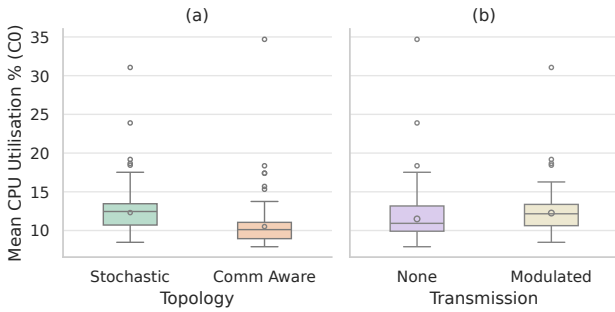 (a)
(b)
Mean CPU Utilisation % (C0)
35
30
25
20
15
10
Stochastic
Comm Aware
None
Modulated
Topology
Transmission